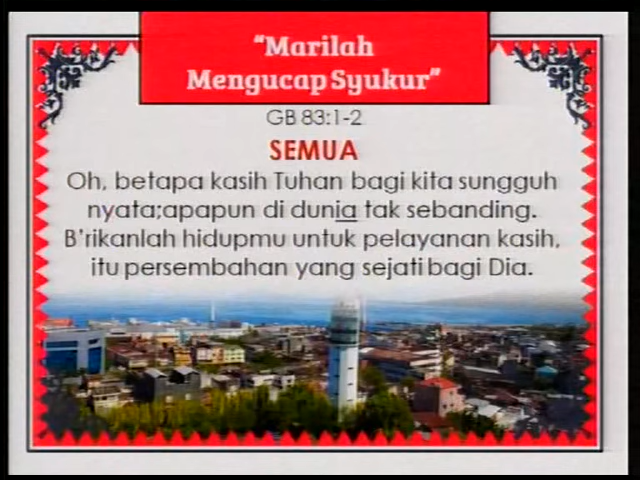 “Marilah
Mengucap Syukur”
GB 83:1-2
SEMUA
Oh, betapa kasih Tuhan bagi kita sungguh
nyata;apapun di dunia tak sebanding.
B’rikanlah hidupmu untuk pelayanan kasih,
itu persembahan yang sejati bagi Dia.